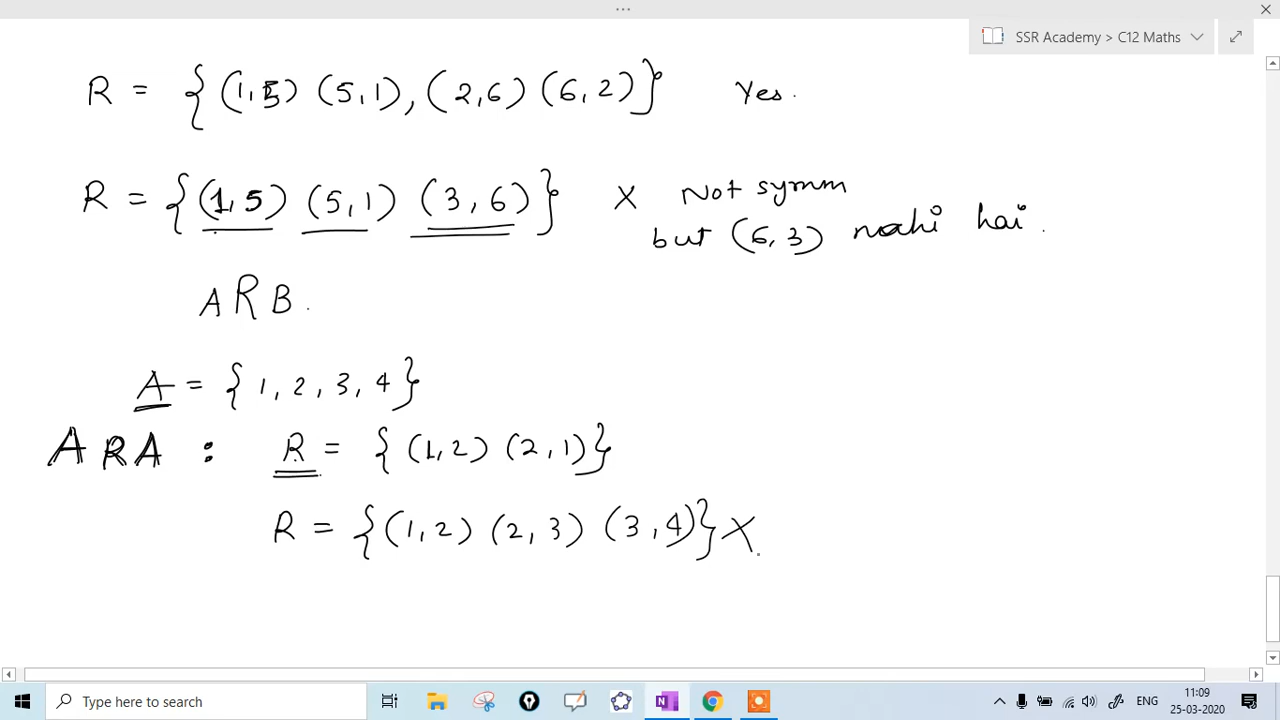 SSR Academy > C12 Maths
R = {(1,5) (5,1), (2,6) (6,2)} Yes.
R = {(1,5) (5,1) (3,6)} X Not symm
but (6,3) nahi hai.
A R B.
A = {1, 2, 3, 4}
A R A : R = {(1,2) (2,1)}
R = {(1,2) (2,3) (3,4)} X
Type here to search
ENG
11:09
25-03-2020